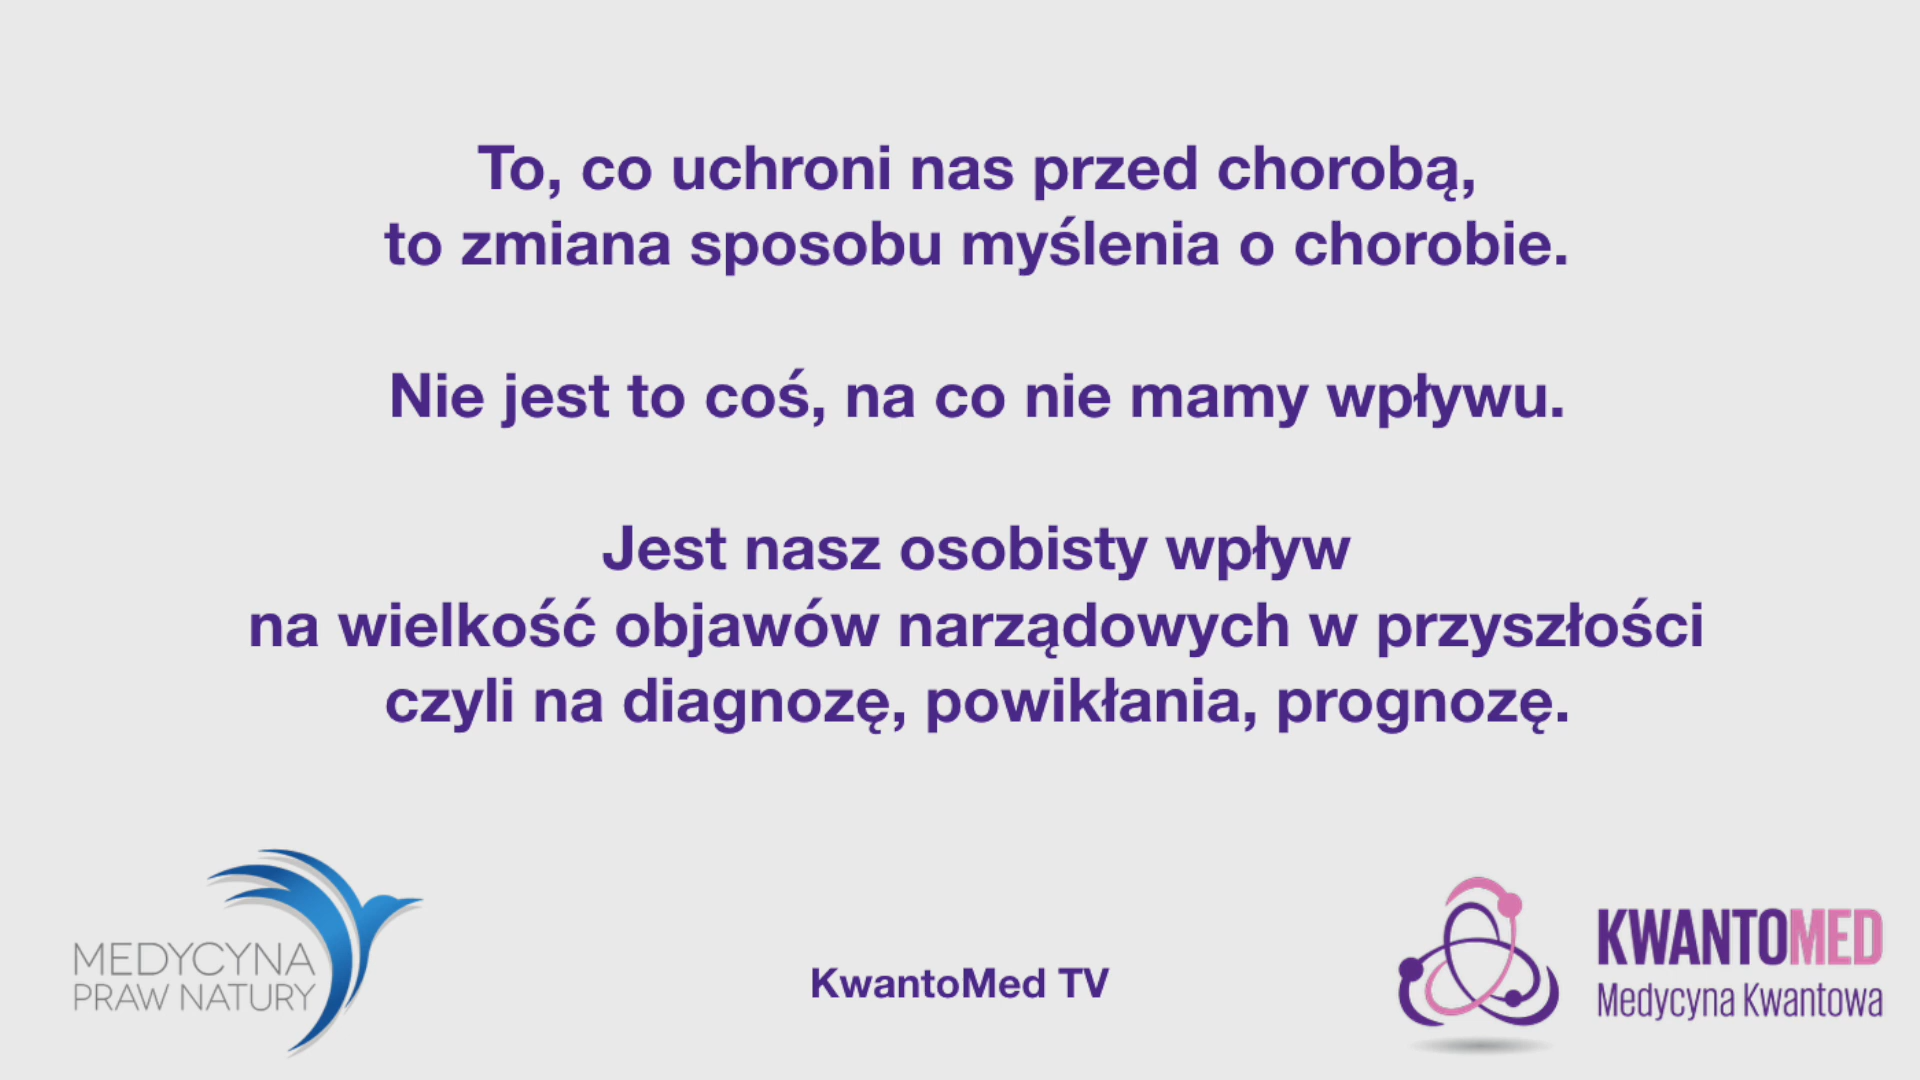 To, co uchroni nas przed chorobą,
to zmiana sposobu myślenia o chorobie.
Nie jest to coś, na co nie mamy wpływu.
Jest nasz osobisty wpływ
na wielkość objawów narządowych w przyszłości
czyli na diagnozę, powikłania, prognozę.
MEDYCYNA
PRAW NATURY
KwantoMed TV
KWANTOMED
Medycyna Kwantowa